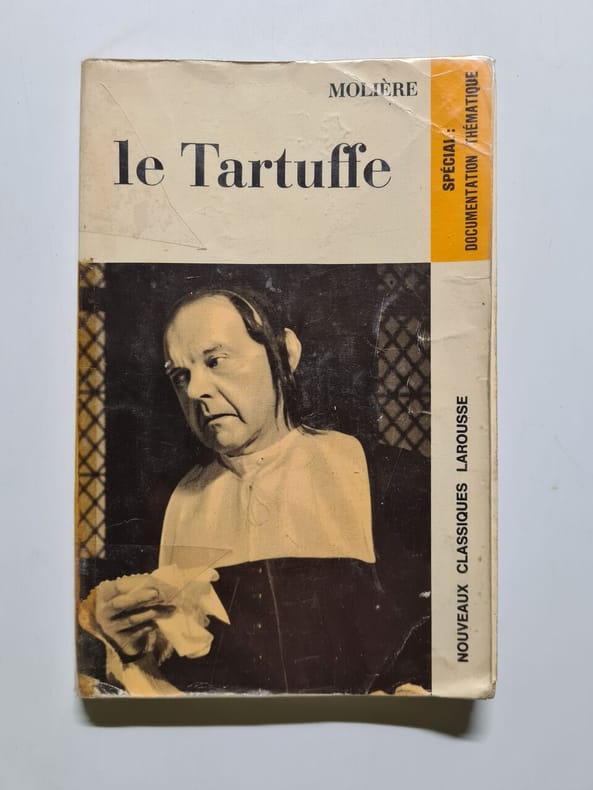 MOLIÈRE
le Tartuffe
SPÉCIAL :
DOCUMENTATION THÉMATIQUE
NOUVEAUX CLASSIQUES LAROUSSE